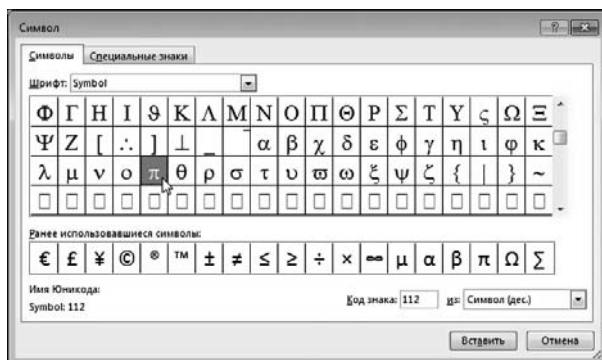 Символ
Символы Специальные знаки
Шрифт: Symbol
Φ Γ Η Ι ϑ Κ Λ Μ Ν Ο Π Θ Ρ Σ Τ Υ ς Ω Ξ
Ψ Ζ [ ∴ ] ⊥ _ ‾ α β χ δ ε ϕ γ η ι φ κ
λ μ ν ο π θ ρ σ τ υ ϖ ω ξ ψ ζ { | } ~
Ранее использовавшиеся символы:
€ £ ¥ © ® ™ ± ≠ ≤ ≥ ÷ × ∞ μ α β π Ω Σ
Имя Юникода:
Symbol: 112
Код знака: 112 из: Символ (дес.)
Вставить Отмена